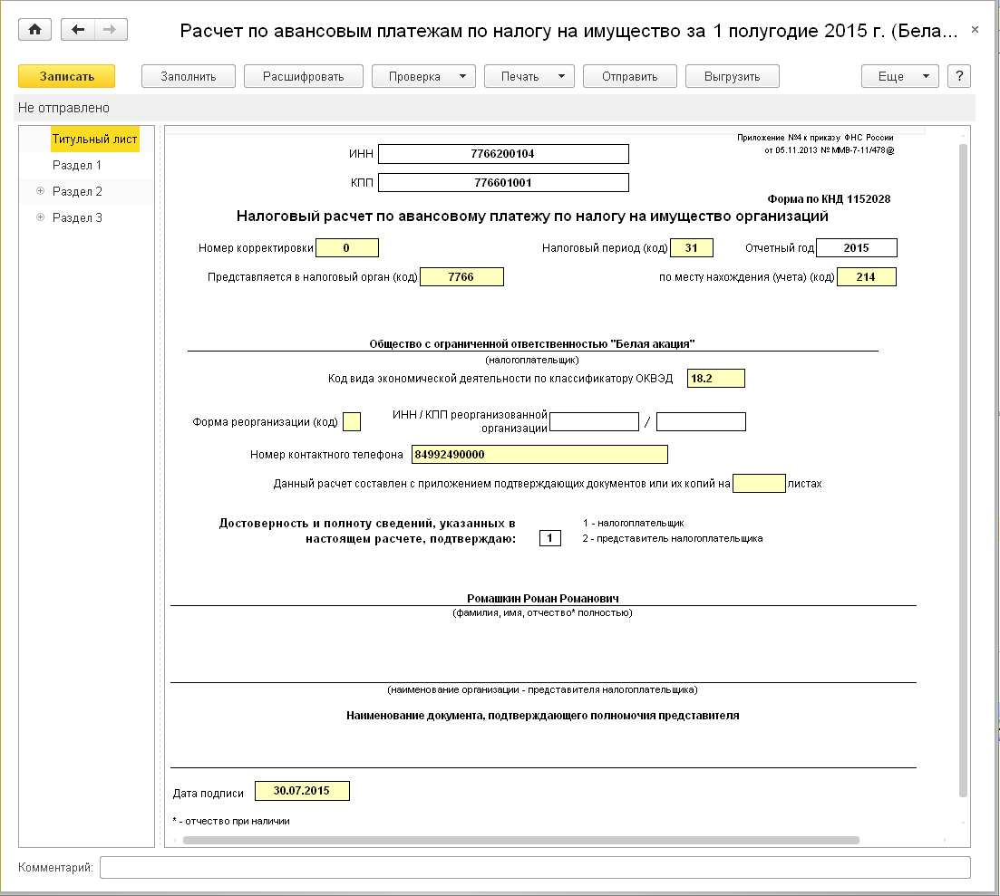 Расчет по авансовым платежам по налогу на имущество за 1 полугодие 2015 г. (Бела... ×
Записать Заполнить Расшифровать Проверка Печать Отправить Выгрузить Еще ?
Не отправлено
Титульный лист
Раздел 1
Раздел 2
Раздел 3
Приложение №4 к приказу ФНС России
от 05.11.2013 № ММВ-7-11/478@
ИНН 7766200104
КПП 776601001
Форма по КНД 1152028
Налоговый расчет по авансовому платежу по налогу на имущество организаций
Номер корректировки 0 Налоговый период (код) 31 Отчетный год 2015
Представляется в налоговый орган (код) 7766 по месту нахождения (учета) (код) 214
Общество с ограниченной ответственностью "Белая акация"
(налогоплательщик)
Код вида экономической деятельности по классификатору ОКВЭД 18.2
Форма реорганизации (код) ИНН / КПП реорганизованной
организации /
Номер контактного телефона 84992490000
Данный расчет составлен с приложением подтверждающих документов или их копий на листах
Достоверность и полноту сведений, указанных в
настоящем расчете, подтверждаю: 1
1 - налогоплательщик
2 - представитель налогоплательщика
Ромашкин Роман Романович
(фамилия, имя, отчество* полностью)
(наименование организации - представителя налогоплательщика)
Наименование документа, подтверждающего полномочия представителя
Дата подписи 30.07.2015
* - отчество при наличии
Комментарий: